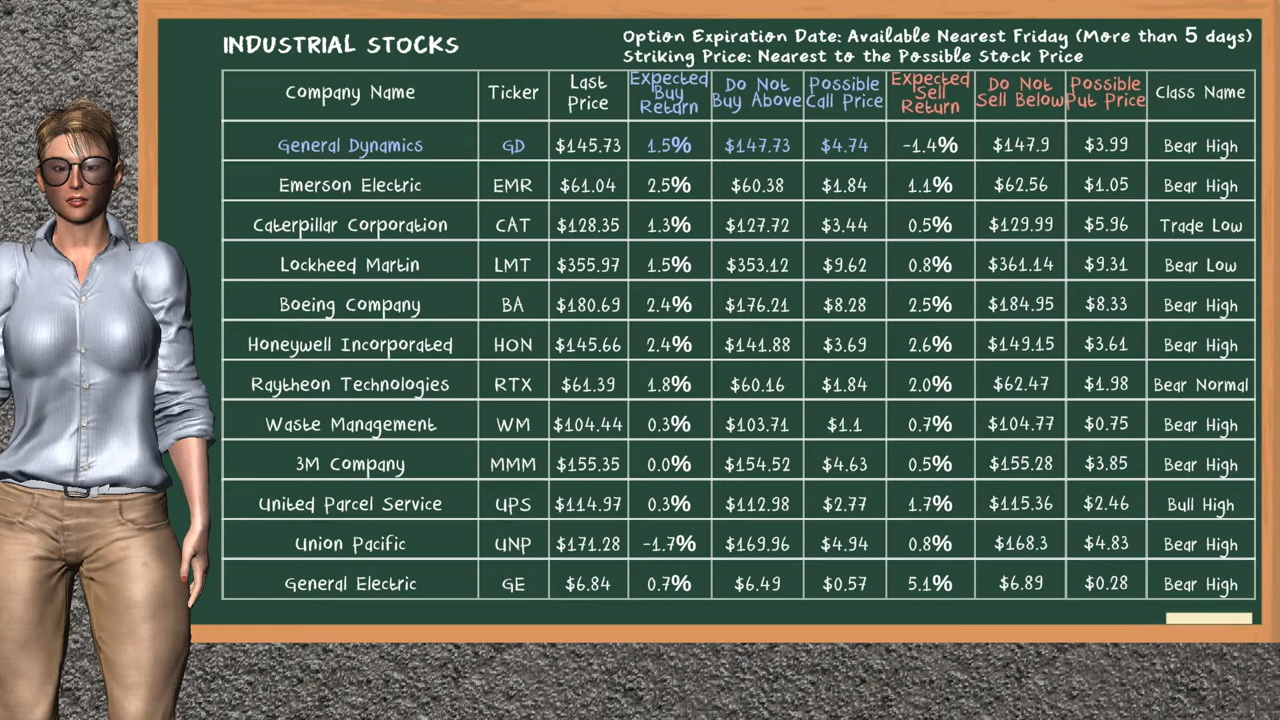 INDUSTRIAL STOCKS
Option Expiration Date: Available Nearest Friday (More than 5 days)
Striking Price: Nearest to the Possible Stock Price
Company Name Ticker Last Price Expected Buy Return Do Not Buy Above Possible Call Price Expected Sell Return Do Not Sell Below Possible Put Price Class Name
General Dynamics GD $145.73 1.5% $147.73 $4.74 -1.4% $147.9 $3.99 Bear High
Emerson Electric EMR $61.04 2.5% $60.38 $1.84 1.1% $62.56 $1.05 Bear High
Caterpillar Corporation CAT $128.35 1.3% $127.72 $3.44 0.5% $129.99 $5.96 Trade Low
Lockheed Martin LMT $355.97 1.5% $353.12 $9.62 0.8% $361.14 $9.31 Bear Low
Boeing Company BA $180.69 2.4% $176.21 $8.28 2.5% $184.95 $8.33 Bear High
Honeywell Incorporated HON $145.66 2.4% $141.88 $3.69 2.6% $149.15 $3.61 Bear High
Raytheon Technologies RTX $61.39 1.8% $60.16 $1.84 2.0% $62.47 $1.98 Bear Normal
Waste Management WM $104.44 0.3% $103.71 $1.1 0.7% $104.77 $0.75 Bear High
3M Company MMM $155.35 0.0% $154.52 $4.63 0.5% $155.28 $3.85 Bear High
United Parcel Service UPS $114.97 0.3% $112.98 $2.77 1.7% $115.36 $2.46 Bull High
Union Pacific UNP $171.28 -1.7% $169.96 $4.94 0.8% $168.3 $4.83 Bear High
General Electric GE $6.84 0.7% $6.49 $0.57 5.1% $6.89 $0.28 Bear High